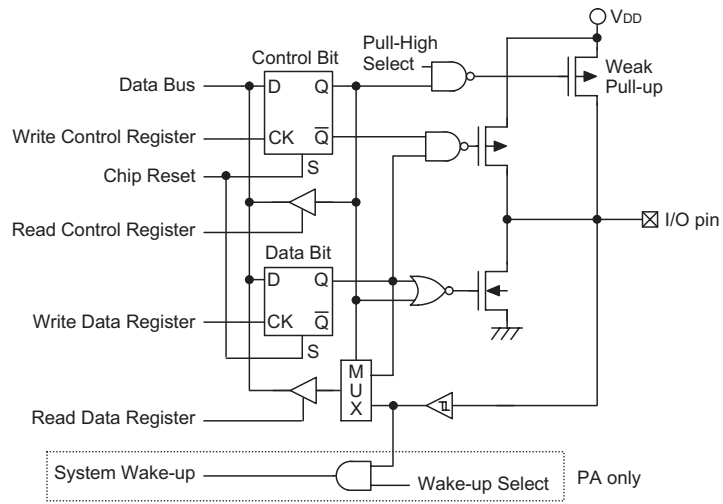 VDD
Control Bit
Pull-High
Select
Weak
Pull-up
Data Bus
D
Q
Write Control Register
CK
Q
S
Chip Reset
I/O pin
Read Control Register
Data Bit
D
Q
Write Data Register
CK
Q
S
M
U
X
Read Data Register
System Wake-up
Wake-up Select
PA only